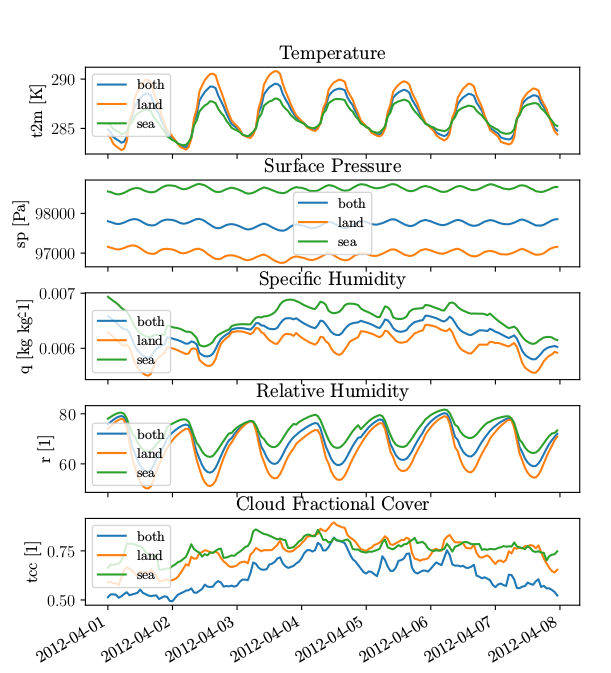 Temperature
290
285
t2m [K]
both
land
sea
Surface Pressure
98000
97000
sp [Pa]
both
land
sea
Specific Humidity
0.007
0.006
q [kg kg-1]
both
land
sea
Relative Humidity
80
60
r [1]
both
land
sea
Cloud Fractional Cover
0.75
0.50
tcc [1]
both
land
sea
2012-04-01
2012-04-02
2012-04-03
2012-04-04
2012-04-05
2012-04-06
2012-04-07
2012-04-08